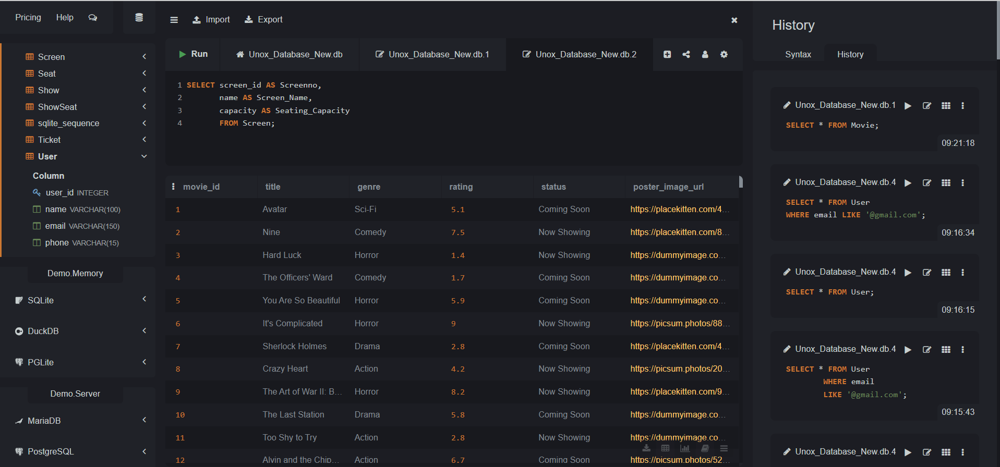 Pricing Help
Import Export
History
Run Unox_Database_New.db Unox_Database_New.db.1 Unox_Database_New.db.2
Syntax History
Screen
Seat
Show
ShowSeat
sqlite_sequence
Ticket
User
Column
user_id INTEGER
name VARCHAR(100)
email VARCHAR(150)
phone VARCHAR(15)
Demo.Memory
SQLite
DuckDB
PGLite
Demo.Server
MariaDB
PostgreSQL
1 SELECT screen_id AS Screenno,
2 name AS Screen_Name,
3 capacity AS Seating_Capacity
4 FROM Screen;
movie_id title genre rating status poster_image_url
1 Avatar Sci-Fi 5.1 Coming Soon https://placekitten.com/4...
2 Nine Comedy 7.5 Now Showing https://placekitten.com/8...
3 Hard Luck Horror 1.4 Now Showing https://dummyimage.co...
4 The Officers' Ward Comedy 1.7 Coming Soon https://dummyimage.co...
5 You Are So Beautiful Horror 5.9 Coming Soon https://dummyimage.co...
6 It's Complicated Horror 9 Now Showing https://picsum.photos/88...
7 Sherlock Holmes Drama 2.8 Coming Soon https://placekitten.com/4...
8 Crazy Heart Action 4.2 Now Showing https://picsum.photos/20...
9 The Art of War II: B... Horror 8.2 Now Showing https://placekitten.com/9...
10 The Last Station Drama 5.8 Coming Soon https://dummyimage.co...
11 Too Shy to Try Action 2.8 Now Showing https://dummyimage.co...
12 Alvin and the Chip... Action 6.7 Coming Soon https://picsum.photos/52...
Unox_Database_New.db.1
SELECT * FROM Movie;
09:21:18
Unox_Database_New.db.4
SELECT * FROM User
WHERE email LIKE '@gmail.com';
09:16:34
Unox_Database_New.db.4
SELECT * FROM User;
09:16:15
Unox_Database_New.db.4
SELECT * FROM User
WHERE email
LIKE '@gmail.com';
09:15:43
Unox_Database_New.db.4